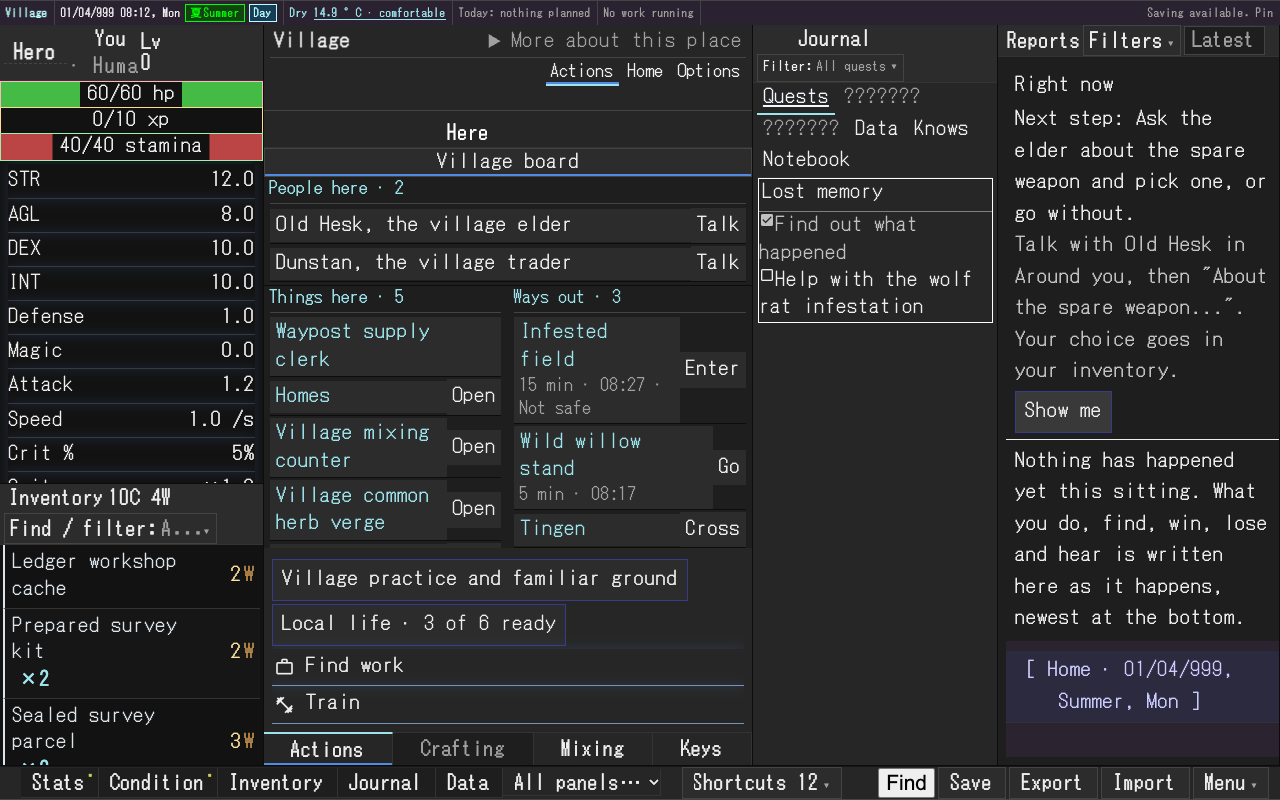 Village 01/04/999 08:12, Mon 夏Summer Day Dry 14.9 ° C · comfortable Today: nothing planned No work running Saving available. Pin
Hero You Lv
Huma 0
60/60 hp
0/10 xp
40/40 stamina
STR 12.0
AGL 8.0
DEX 10.0
INT 10.0
Defense 1.0
Magic 0.0
Attack 1.2
Speed 1.0 /s
Crit % 5%
Inventory 10C 4W
Find / filter: A...▾
Ledger workshop
cache 2W
Prepared survey
kit 2W
×2
Sealed survey
parcel 3W
Village ▶ More about this place
Actions Home Options
Here
Village board
People here · 2
Old Hesk, the village elder Talk
Dunstan, the village trader Talk
Things here · 5
Waypost supply
clerk
Homes Open
Village mixing
counter Open
Village common
herb verge Open
Ways out · 3
Infested
field
15 min · 08:27 ·
Not safe
Enter
Wild willow
stand
5 min · 08:17
Go
Tingen Cross
Village practice and familiar ground
Local life · 3 of 6 ready
Find work
Train
Actions Crafting Mixing Keys
Journal
Filter: All quests ▾
Quests ???????
??????? Data Knows
Notebook
Lost memory
Find out what
happened
Help with the wolf
rat infestation
Reports Filters▾ Latest
Right now
Next step: Ask the
elder about the spare
weapon and pick one, or
go without.
Talk with Old Hesk in
Around you, then "About
the spare weapon...".
Your choice goes in
your inventory.
Show me
Nothing has happened
yet this sitting. What
you do, find, win, lose
and hear is written
here as it happens,
newest at the bottom.
[ Home · 01/04/999,
Summer, Mon ]
Stats Condition Inventory Journal Data All panels… Shortcuts 12 ▾ Find Save Export Import Menu ▾